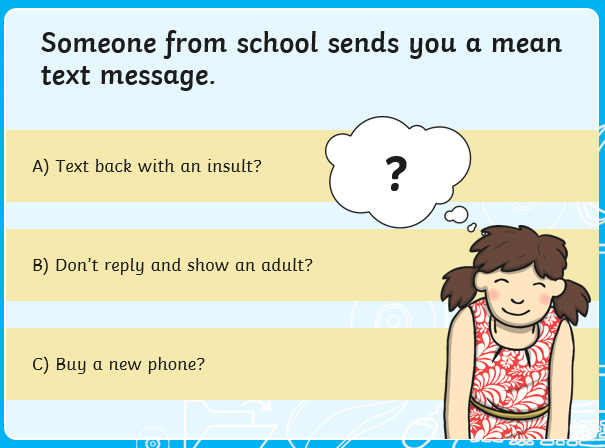 Someone from school sends you a mean
text message.
?
A) Text back with an insult?
B) Don't reply and show an adult?
C) Buy a new phone?